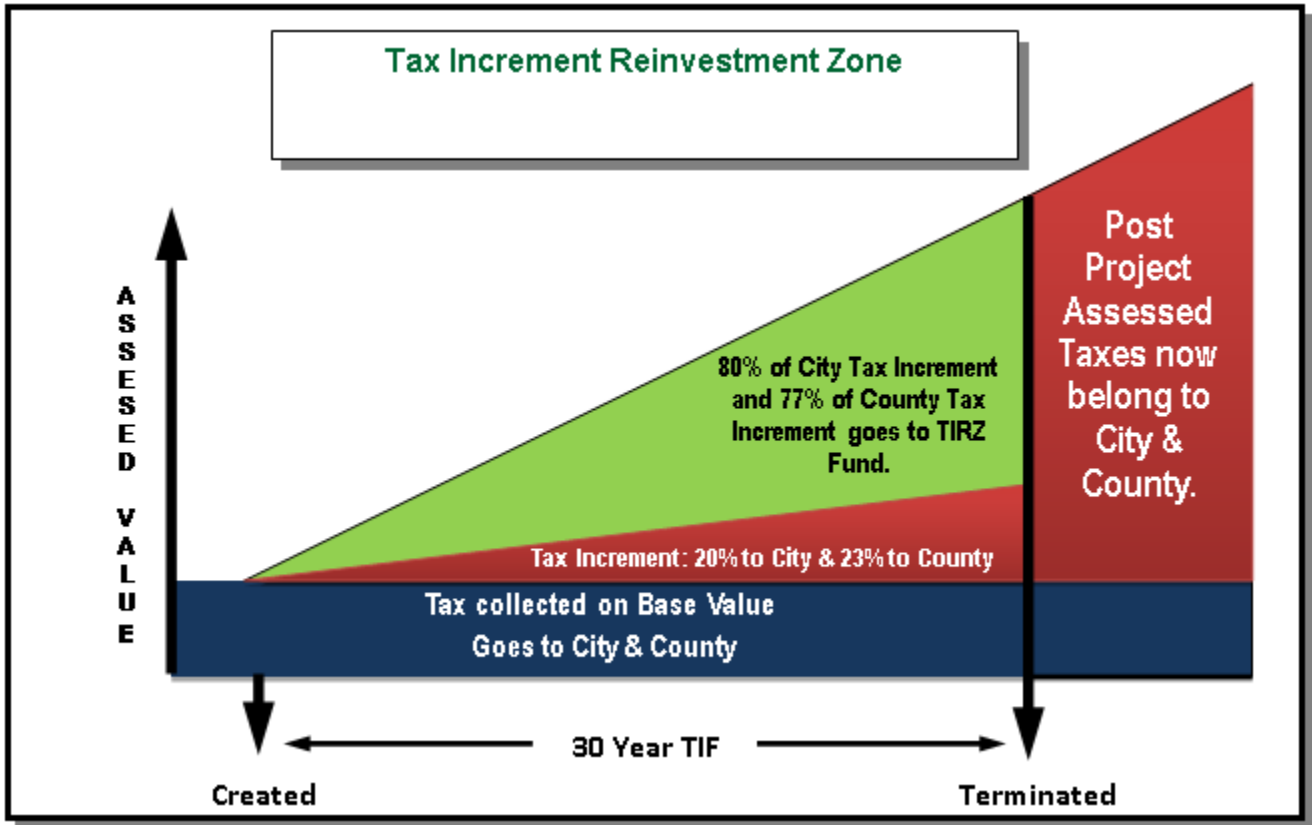 Tax Increment Reinvestment Zone
ASSESSED VALUE
80% of City Tax Increment
and 77% of County Tax
Increment goes to TIRZ
Fund.
Post
Project
Assessed
Taxes now
belong to
City &
County.
Tax Increment: 20% to City & 23% to County
Tax collected on Base Value
Goes to City & County
30 Year TIF
Created
Terminated